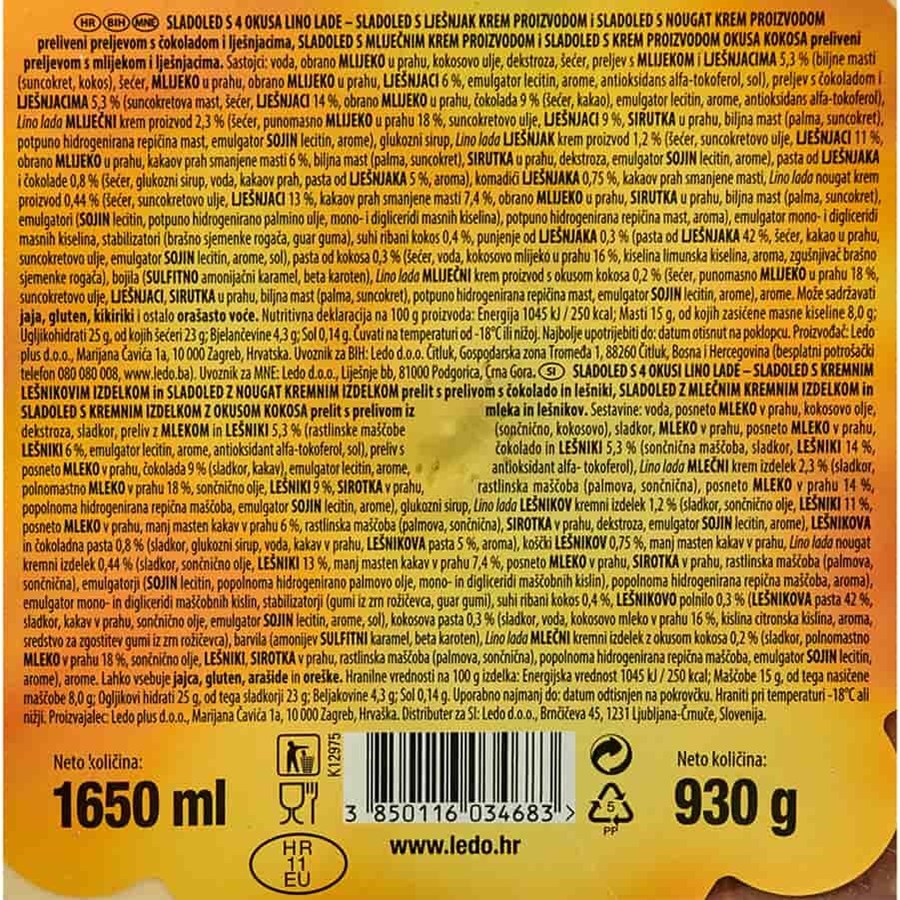 HR BIH MNE SLADOLED S 4 OKUSA LINO LADE – SLADOLED S LJEŠNJAK KREM PROIZVODOM i SLADOLED S NOUGAT KREM PROIZVODOM
preliveni preljevom s čokoladom i lješnjacima, SLADOLED S MLIJEČNIM KREM PROIZVODOM i SLADOLED S KREM PROIZVODOM OKUSA KOKOSA preliveni
preljevom s mlijekom i lješnjacima. Sastojci: voda, obrano MLIJEKO u prahu, kokosovo ulje, dekstroza, šećer, preljev s MLIJEKOM i LJEŠNJACIMA 5,3 % (biljne masti
(suncokret, kokos), šećer, MLIJEKO u prahu, obrano MLIJEKO u prahu, LJEŠNJACI 6 %, emulgator lecitin, arome, antioksidans alfa-tokoferol, sol), preljev s čokoladom i
LJEŠNJACIMA 5,3 % (suncokretova mast, šećer, LJEŠNJACI 14 %, obrano MLIJEKO u prahu, čokolada 9 % (šećer, kakao), emulgator lecitin, arome, antioksidans alfa-tokoferol),
Lino lada MLIJEČNI krem proizvod 2,3 % (šećer, punomasno MLIJEKO u prahu 18 %, suncokretovo ulje, LJEŠNJACI 9 %, SIRUTKA u prahu, biljna mast (palma, suncokret),
potpuno hidrogenirana repičina mast, emulgator SOJIN lecitin, arome), glukozni sirup, Lino lada LJEŠNJAK krem proizvod 1,2 % (šećer, suncokretovo ulje, LJEŠNJACI 11 %,
obrano MLIJEKO u prahu, kakaov prah smanjene masti 6 %, biljna mast (palma, suncokret), SIRUTKA u prahu, dekstroza, emulgator SOJIN lecitin, arome), pasta od LJEŠNJAKA
i čokolade 0,8 % (šećer, glukozni sirup, voda, kakaov prah, pasta od LJEŠNJAKA 5 %, aroma), komadići LJEŠNJAKA 0,75 %, kakaov prah smanjene masti, Lino lada nougat krem
proizvod 0,44 % (šećer, suncokretovo ulje, LJEŠNJACI 13 %, kakaov prah smanjene masti 7,4 %, obrano MLIJEKO u prahu, SIRUTKA u prahu, biljna mast (palma, suncokret),
emulgatori (SOJIN lecitin, potpuno hidrogenirano palmino ulje, mono- i digliceridi masnih kiselina), potpuno hidrogenirana repičina mast, aroma), emulgator mono- i digliceridi
masnih kiselina, stabilizatori (brašno sjemenke rogača, guar guma), suhi ribani kokos 0,4 %, punjenje od LJEŠNJAKA 0,3 % (pasta od LJEŠNJAKA 42 %, šećer, kakao u prahu,
suncokretovo ulje, emulgator SOJIN lecitin, arome, sol), pasta od kokosa 0,3 % (šećer, voda, kokosovo mlijeko u prahu 16 %, kiselina limunska kiselina, aroma, zgušnjivač brašno
sjemenke rogača), bojila (SULFITNO amonijačni karamel, beta karoten), Lino lada MLIJEČNI krem proizvod s okusom kokosa 0,2 % (šećer, punomasno MLIJEKO u prahu 18 %,
suncokretovo ulje, LJEŠNJACI, SIRUTKA u prahu, biljna mast (palma, suncokret), potpuno hidrogenirana repičina mast, emulgator SOJIN lecitin, arome), arome. Može sadržavati
jaja, gluten, kikiriki i ostalo orašasto voće. Nutritivna deklaracija na 100 g proizvoda: Energija 1045 kJ / 250 kcal; Masti 15 g, od kojih zasićene masne kiseline 8,0 g;
Ugljikohidrati 25 g, od kojih šećeri 23 g; Bjelančevine 4,3 g; Sol 0,14 g. Čuvati na temperaturi od -18°C ili nižoj. Najbolje upotrijebiti do: datum otisnut na poklopcu. Proizvođač: Ledo
plus d.o.o., Marijana Čavića 1a, 10 000 Zagreb, Hrvatska. Uvoznik za BIH: Ledo d.o.o. Čitluk, Gospodarska zona Tromeđa 1, 88260 Čitluk, Bosna i Hercegovina (besplatni potrošački
telefon 080 080 008, www.ledo.ba). Uvoznik za MNE: Ledo d.o.o., Liješnje bb, 81000 Podgorica, Crna Gora. SI SLADOLED S 4 OKUSI LINO LADE – SLADOLED S KREMNIM
LEŠNIKOVIM IZDELKOM in SLADOLED Z NOUGAT KREMNIM IZDELKOM prelit s prelivom s čokolado in lešniki, SLADOLED Z MLEČNIM KREMNIM IZDELKOM in
SLADOLED S KREMNIM IZDELKOM Z OKUSOM KOKOSA prelit s prelivom iz mleka in lešnikov. Sestavine: voda, posneto MLEKO v prahu, kokosovo olje,
dekstroza, sladkor, preliv z MLEKOM in LEŠNIKI 5,3 % (rastlinske maščobe (sončnično, kokosovo), sladkor, MLEKO v prahu, posneto MLEKO v prahu,
LEŠNIKI 6 %, emulgator lecitin, arome, antioksidant alfa-tokoferol, sol), preliv s čokolado in LEŠNIKI 5,3 % (sončnična maščoba, sladkor, LEŠNIKI 14 %,
posneto MLEKO v prahu, čokolada 9 % (sladkor, kakav), emulgator lecitin, arome, antioksidant alfa- tokoferol), Lino lada MLEČNI krem izdelek 2,3 % (sladkor,
polnomastno MLEKO v prahu 18 %, sončnično olje, LEŠNIKI 9 %, SIROTKA v prahu, rastlinska maščoba (palmova, sončnična), posneto MLEKO v prahu 14 %,
popolnoma hidrogenirana repična maščoba, emulgator SOJIN lecitin, arome), glukozni sirup, Lino lada LEŠNIKOV kremni izdelek 1,2 % (sladkor, sončnično olje, LEŠNIKI 11 %,
posneto MLEKO v prahu, manj masten kakav v prahu 6 %, rastlinska maščoba (palmova, sončnična), SIROTKA v prahu, dekstroza, emulgator SOJIN lecitin, arome), LEŠNIKOVA
in čokoladna pasta 0,8 % (sladkor, glukozni sirup, voda, kakav v prahu, LEŠNIKOVA pasta 5 %, aroma), koščki LEŠNIKOV 0,75 %, manj masten kakav v prahu, Lino lada nougat
kremni izdelek 0,44 % (sladkor, sončnično olje, LEŠNIKI 13 %, manj masten kakav v prahu 7,4 %, posneto MLEKO v prahu, SIROTKA v prahu, rastlinska maščoba (palmova,
sončnična), emulgatorji (SOJIN lecitin, popolnoma hidrogenirano palmovo olje, mono- in digliceridi maščobnih kislin), popolnoma hidrogenirana repična maščoba, aroma),
emulgator mono- in digliceridi maščobnih kislin, stabilizatorji (gumi iz zrn rožičevca, guar gumi), suhi ribani kokos 0,4 %, LEŠNIKOVO polnilo 0,3 % (LEŠNIKOVA pasta 42 %,
sladkor, kakav v prahu, sončnično olje, emulgator SOJIN lecitin, arome, sol), kokosova pasta 0,3 % (sladkor, voda, kokosovo mleko v prahu 16 %, kislina citronska kislina, aroma,
sredstvo za zgostitev gumi iz zrn rožičevca), barvila (amonijev SULFITNI karamel, beta karoten), Lino lada MLEČNI kremni izdelek z okusom kokosa 0,2 % (sladkor, polnomastno
MLEKO v prahu 18 %, sončnično olje, LEŠNIKI, SIROTKA v prahu, rastlinska maščoba (palmova, sončnična), popolnoma hidrogenirana repična maščoba, emulgator SOJIN lecitin,
arome), arome. Lahko vsebuje jajca, gluten, arašide in oreške. Hranilne vrednosti na 100 g izdelka: Energijska vrednost 1045 kJ / 250 kcal; Maščobe 15 g, od tega nasičene
maščobe 8,0 g; Ogljikovi hidrati 25 g, od tega sladkorji 23 g; Beljakovine 4,3 g; Sol 0,14 g. Uporabno najmanj do: datum odtisnjen na pokrovčku. Hraniti pri temperaturi -18°C ali
nižji. Proizvajalec: Ledo plus d.o.o., Marijana Čavića 1a, 10 000 Zagreb, Hrvaška. Distributer za SI: Ledo d.o.o., Brnčičeva 45, 1231 Ljubljana-Črnuče, Slovenija.
Neto količina:
1650 ml
K12975
3 850116 034683 >
www.ledo.hr
HR
11
EU
5
PP
Neto količina:
930 g